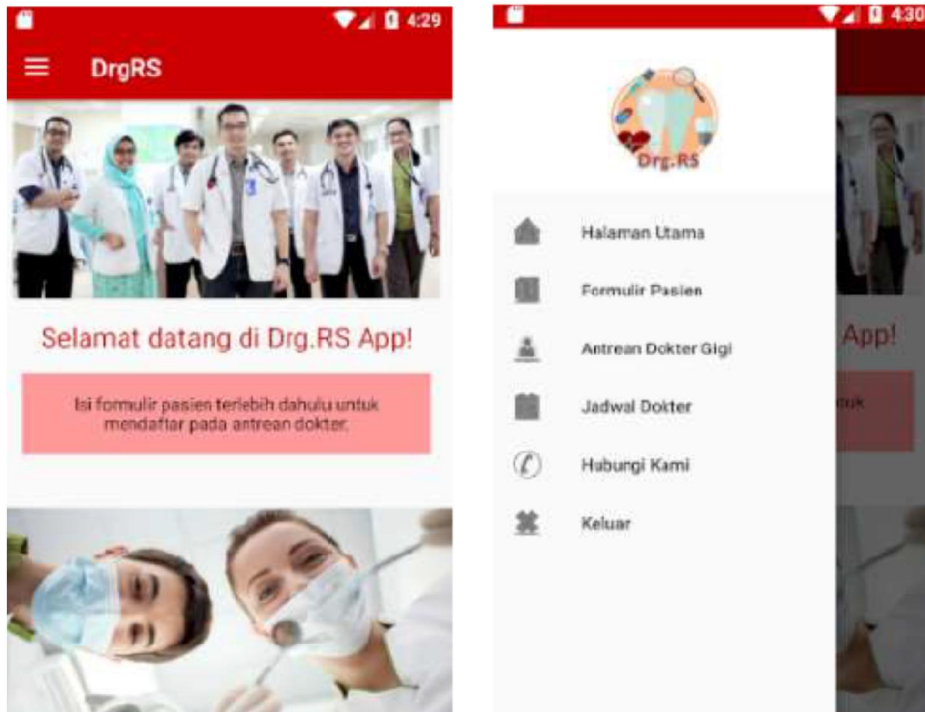 4:29
DrgRS
Selamat datang di Drg.RS App!
Isi formulir pasien terlebih dahulu untuk
mendaftar pada antrean dokter.
4:30
Drg.RS
Halaman Utama
Formulir Pasien
Antrean Dokter Gigi
Jadwal Dokter
Hubungi Kami
Keluar
App!